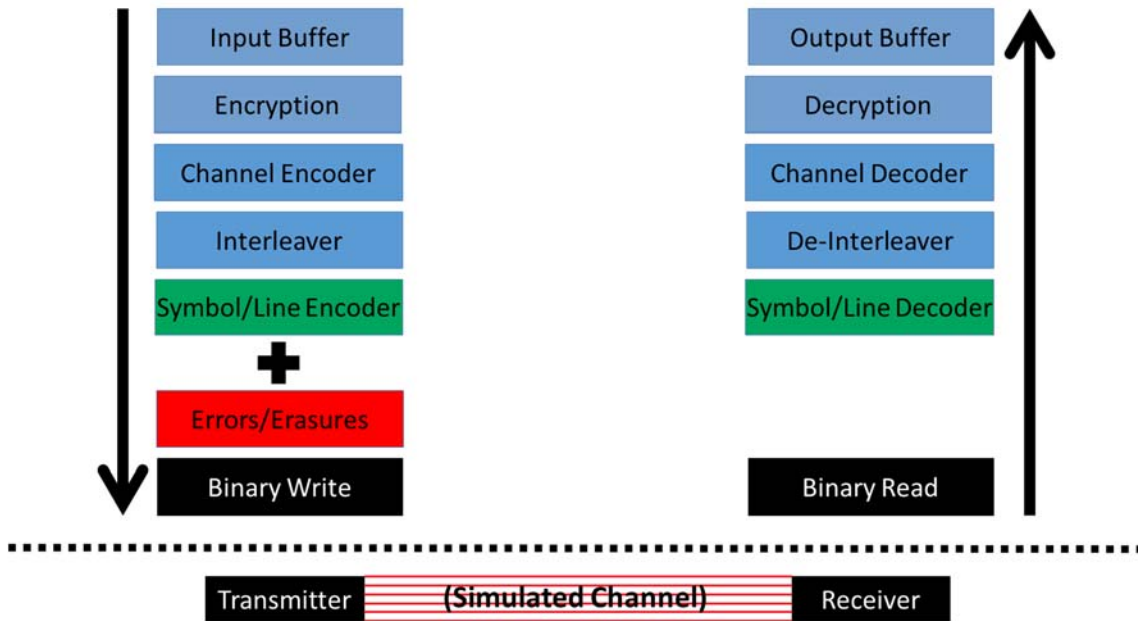 Input Buffer
Encryption
Channel Encoder
Interleaver
Symbol/Line Encoder
Errors/Erasures
Binary Write
Output Buffer
Decryption
Channel Decoder
De-Interleaver
Symbol/Line Decoder
Binary Read
Transmitter (Simulated Channel) Receiver